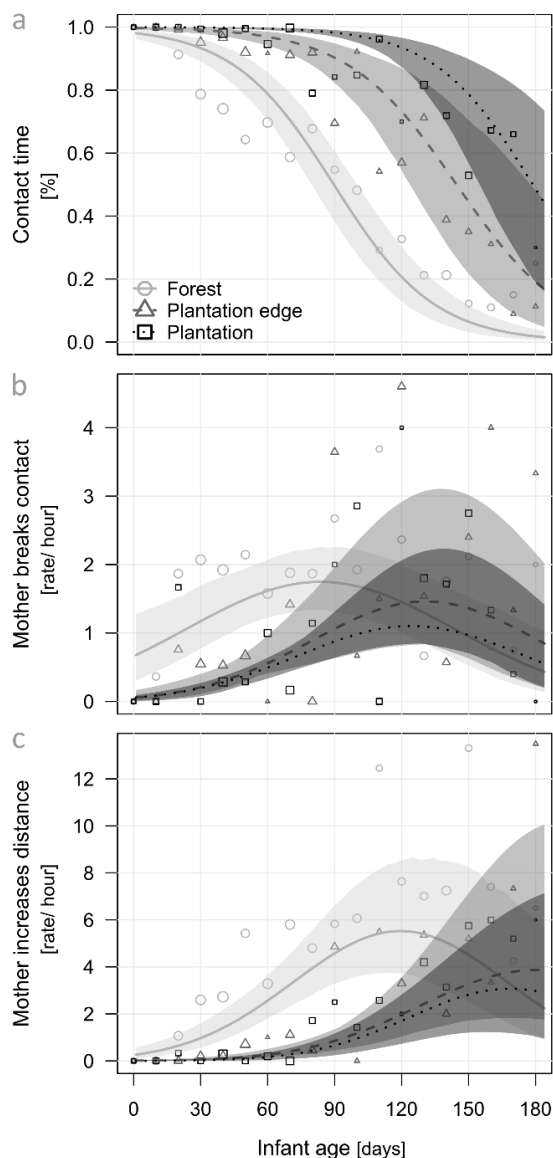 a
1.0
0.8
0.6
0.4
0.2
0.0
Contact time
[%]
Forest
Plantation edge
Plantation
b
4
3
2
1
0
Mother breaks contact
[rate/ hour]
c
12
10
8
6
4
2
0
Mother increases distance
[rate/ hour]
0 30 60 90 120 150 180
Infant age [days]